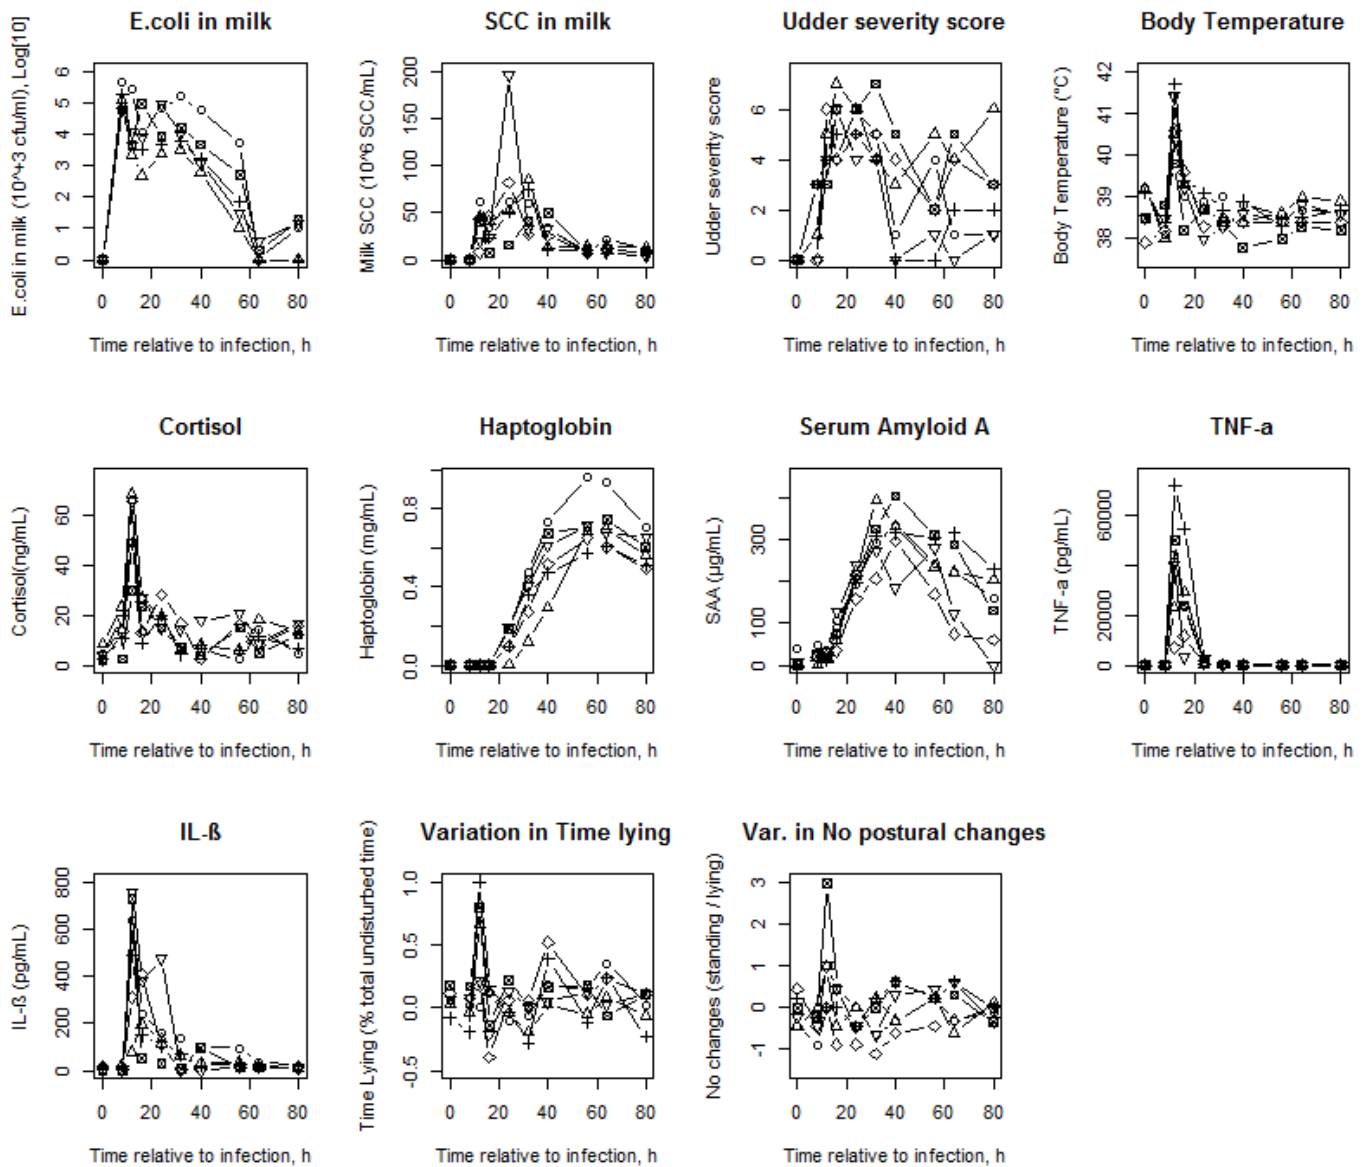 E.coli in milk
E.coli in milk (10^+3 cfu/ml), Log[10]
0 1 2 3 4 5 6
0 20 40 60 80
Time relative to infection, h
SCC in milk
Milk SCC (10^6 SCC/mL)
0 50 100 150 200
0 20 40 60 80
Time relative to infection, h
Udder severity score
Udder severity score
0 2 4 6
0 20 40 60 80
Time relative to infection, h
Body Temperature
Body Temperature (°C)
38 39 40 41 42
0 20 40 60 80
Time relative to infection, h
Cortisol
Cortisol(ng/mL)
0 20 40 60
0 20 40 60 80
Time relative to infection, h
Haptoglobin
Haptoglobin (mg/mL)
0.0 0.4 0.8
0 20 40 60 80
Time relative to infection, h
Serum Amyloid A
SAA (µg/mL)
0 100 300
0 20 40 60 80
Time relative to infection, h
TNF-a
TNF-a (pg/mL)
0 20000 60000
0 20 40 60 80
Time relative to infection, h
IL-ß
IL-ß (pg/mL)
0 200 400 600 800
0 20 40 60 80
Time relative to infection, h
Variation in Time lying
Time Lying (% total undisturbed time)
-0.5 0.0 0.5 1.0
0 20 40 60 80
Time relative to infection, h
Var. in No postural changes
No changes (standing / lying)
-1 0 1 2 3
0 20 40 60 80
Time relative to infection, h